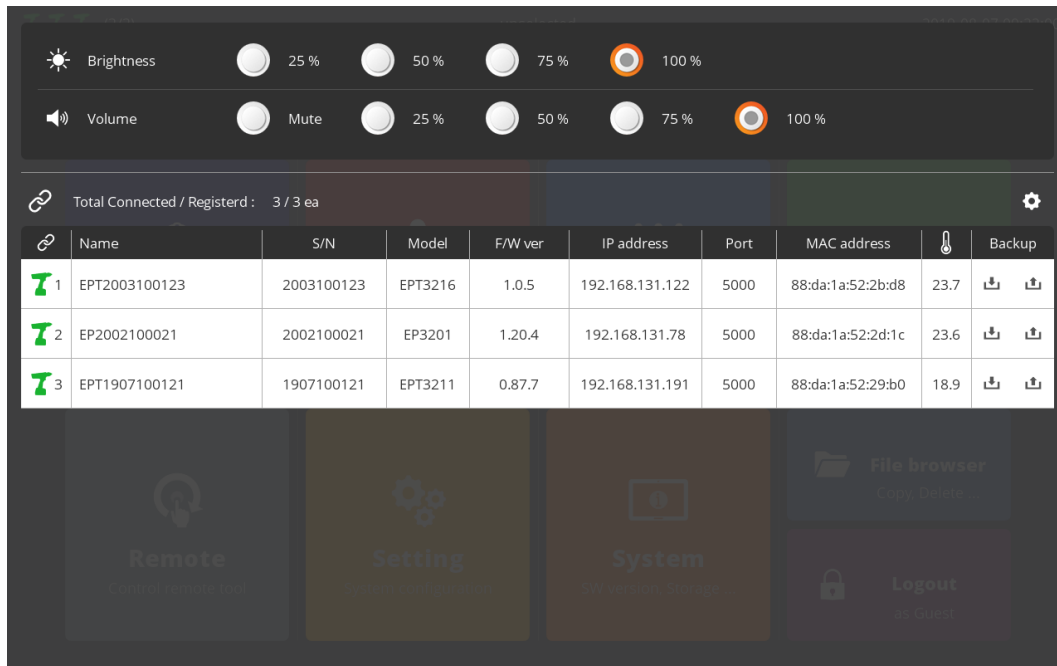 Brightness 25 % 50 % 75 % 100 %
Volume Mute 25 % 50 % 75 % 100 %
Total Connected / Registerd : 3 / 3 ea
Name S/N Model F/W ver IP address Port MAC address Backup
1 EPT2003100123 2003100123 EPT3216 1.0.5 192.168.131.122 5000 88:da:1a:52:2b:d8 23.7
2 EP2002100021 2002100021 EP3201 1.20.4 192.168.131.78 5000 88:da:1a:52:2d:1c 23.6
3 EPT1907100121 1907100121 EPT3211 0.87.7 192.168.131.191 5000 88:da:1a:52:29:b0 18.9
File browser
Copy, Delete ...
Remote Setting System
Control remote tool System configuration SW version, Storage ...
Logout
as Guest